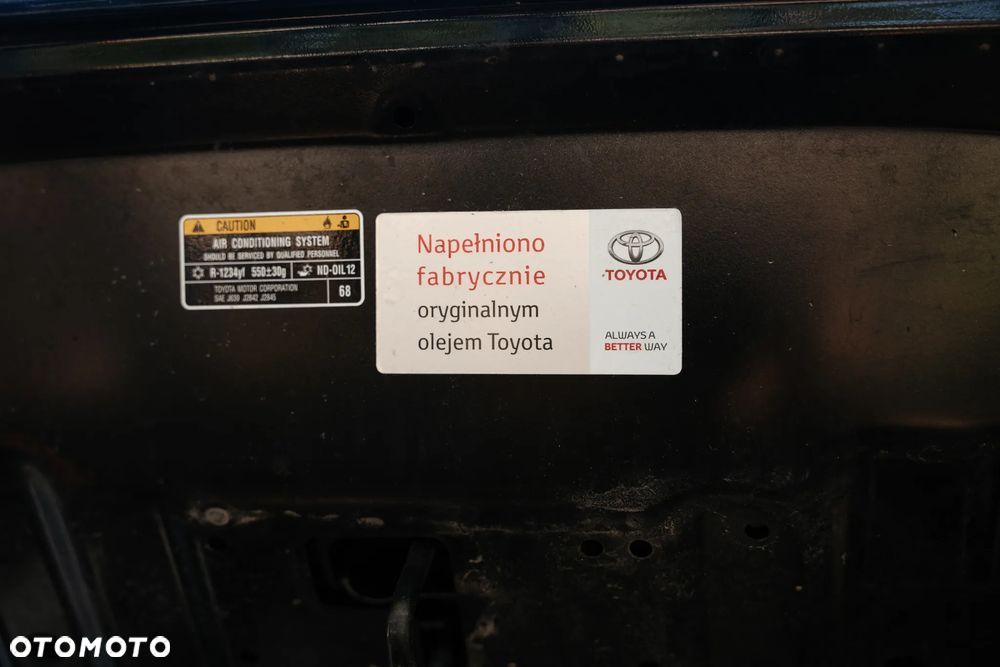 CAUTION
AIR CONDITIONING SYSTEM
SHOULD BE SERVICED BY QUALIFIED PERSONNEL
R-1234yf 550±30g ND-OIL12
TOYOTA MOTOR CORPORATION
SAE J639 J2842 J2845
68
Napełniono
fabrycznie
oryginalnym
olejem Toyota
TOYOTA
ALWAYS A
BETTER WAY
OTOMOTO